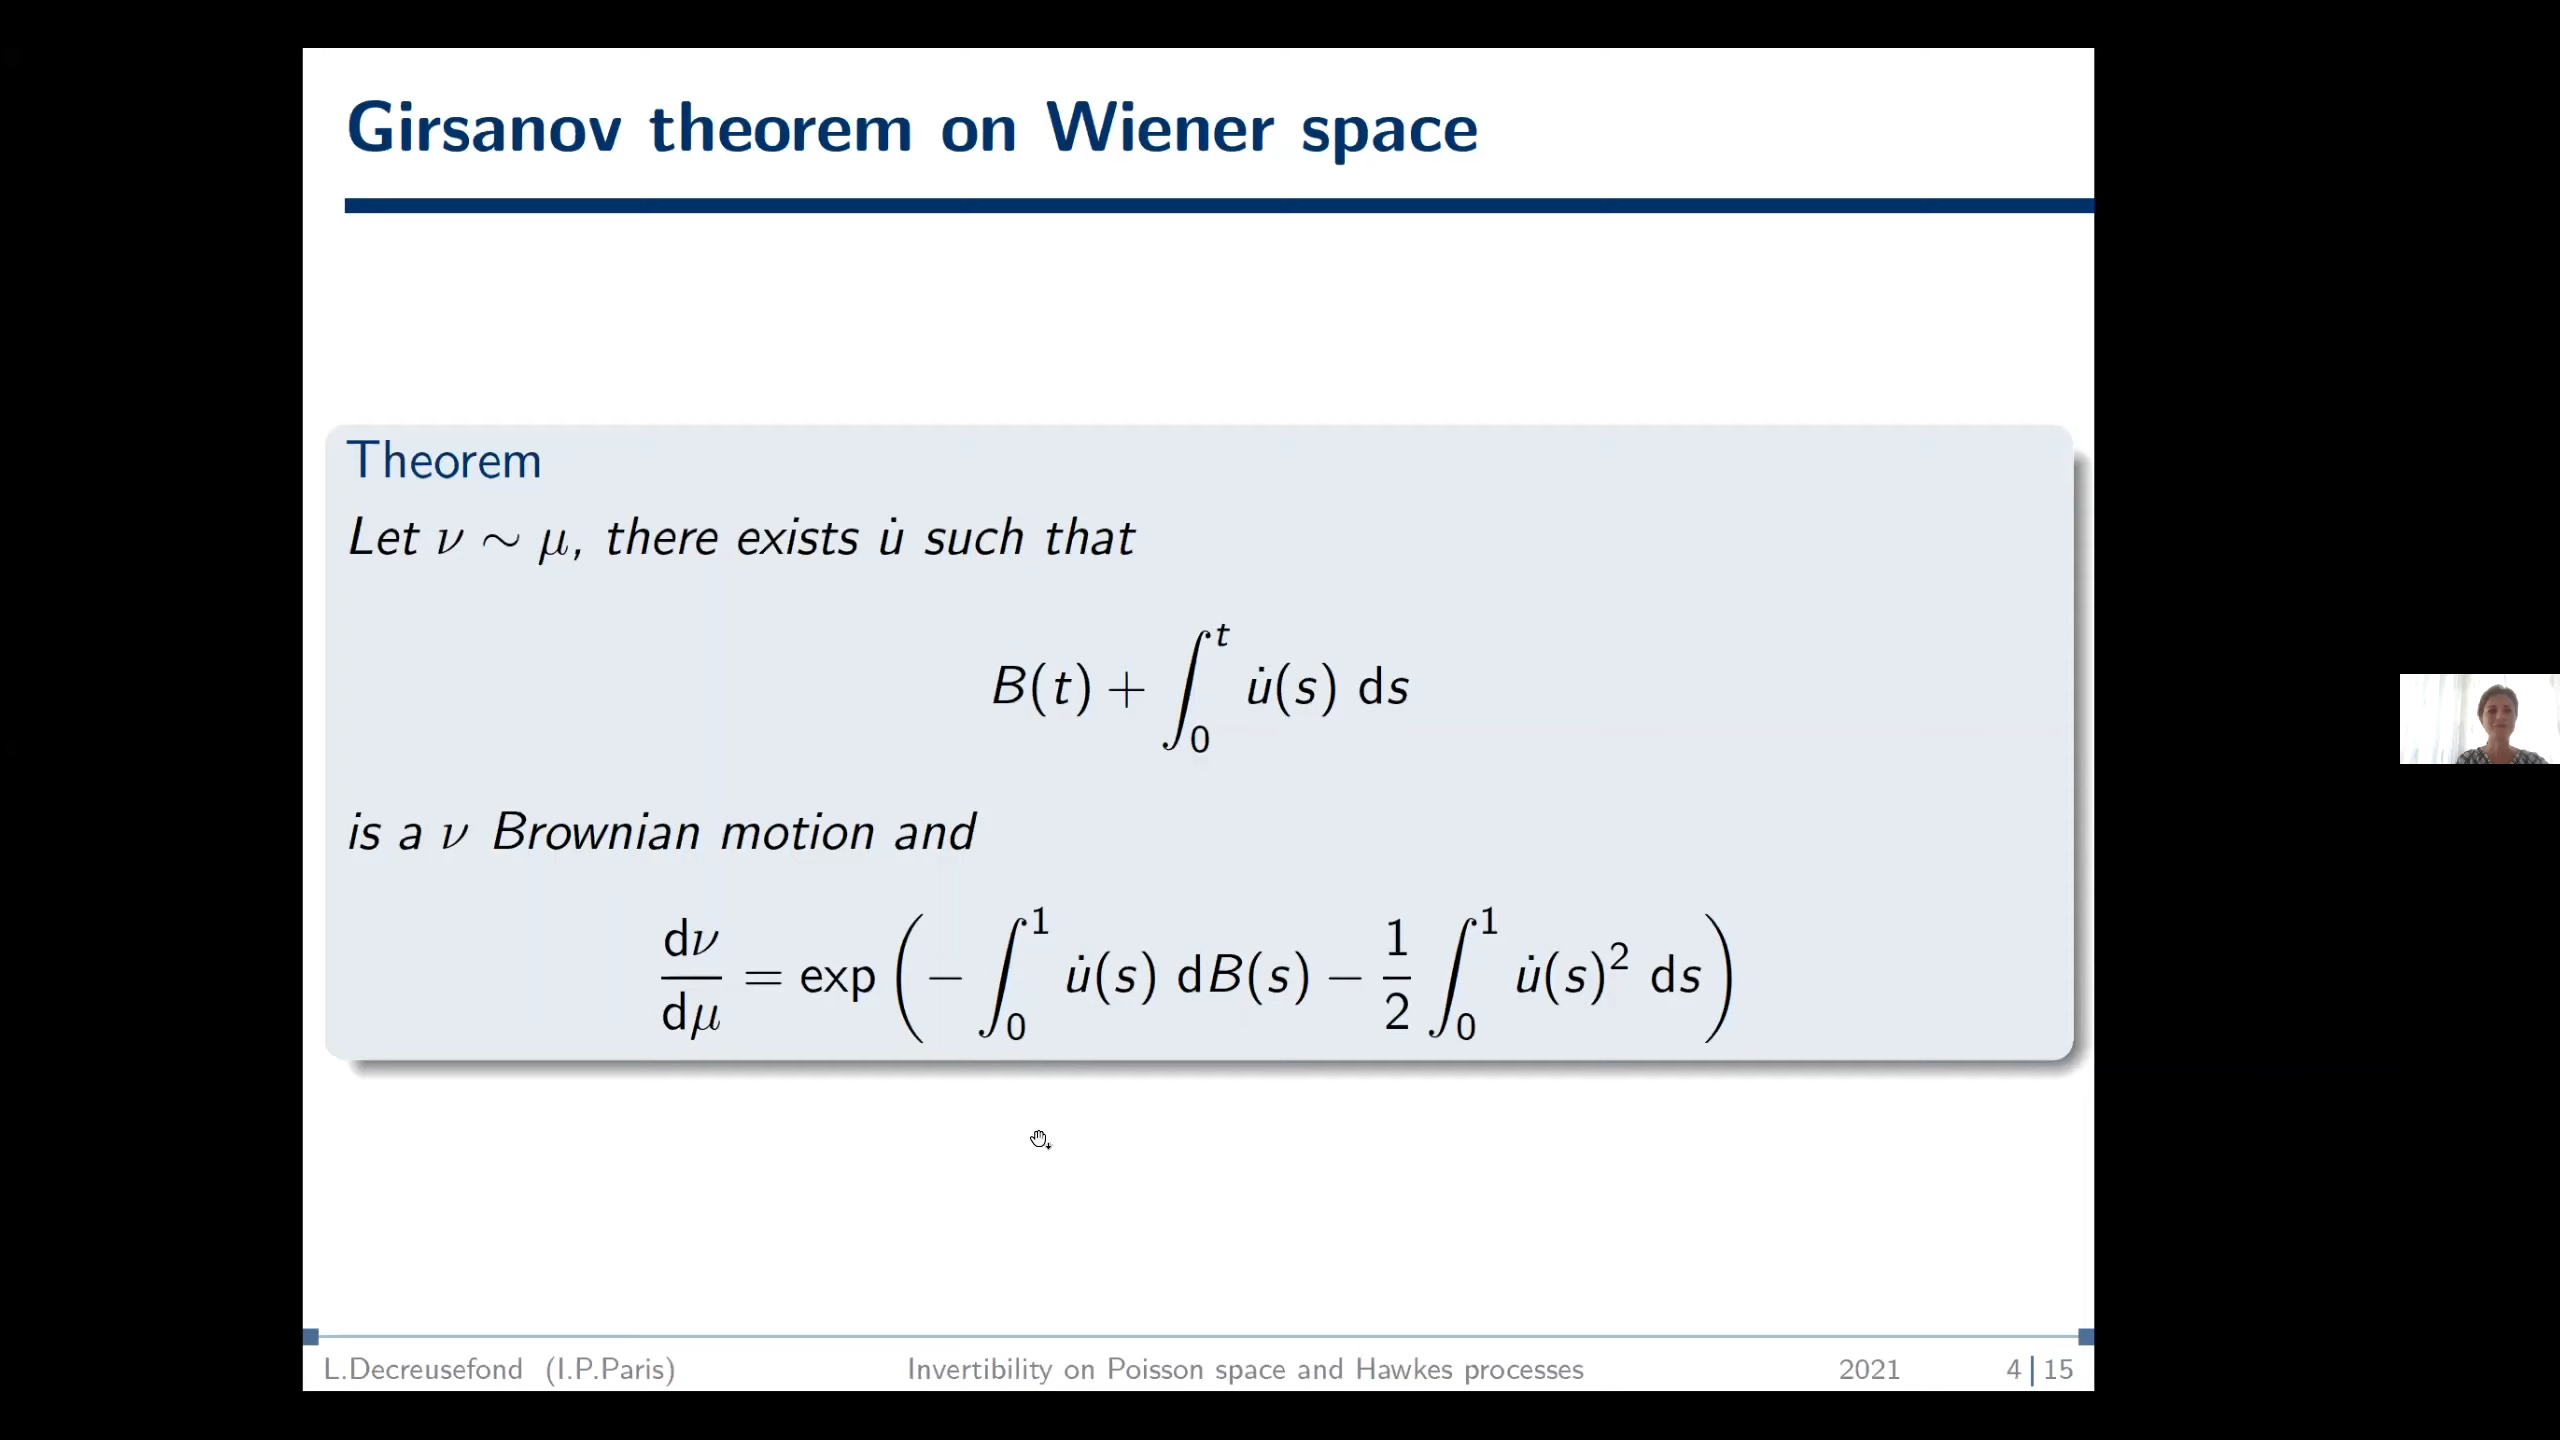 Girsanov theorem on Wiener space
Theorem
Let ν ∼ μ, there exists u̇ such that
B(t) + ∫₀ᵗ u̇(s) ds
is a ν Brownian motion and
dν/dμ = exp(− ∫₀¹ u̇(s) dB(s) − 1/2 ∫₀¹ u̇(s)² ds)
L.Decreusefond (I.P.Paris) Invertibility on Poisson space and Hawkes processes 2021 4 | 15